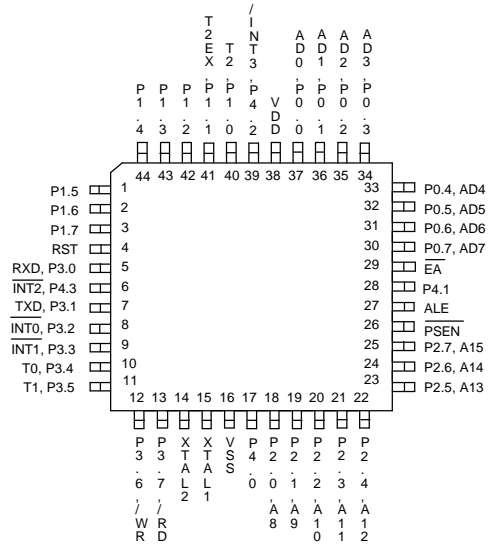 P1.4
P1.3
P1.2
T2EX,P1.1
T2,P1.0
/INT3,P4.2
VDD
AD0,P0.0
AD1,P0.1
AD2,P0.2
AD3,P0.3
44 43 42 41 40 39 38 37 36 35 34
P1.5 1
P1.6 2
P1.7 3
RST 4
RXD, P3.0 5
INT2, P4.3 6
TXD, P3.1 7
INT0, P3.2 8
INT1, P3.3 9
T0, P3.4 10
T1, P3.5 11
33 P0.4, AD4
32 P0.5, AD5
31 P0.6, AD6
30 P0.7, AD7
29 EA
28 P4.1
27 ALE
26 PSEN
25 P2.7, A15
24 P2.6, A14
23 P2.5, A13
12 13 14 15 16 17 18 19 20 21 22
P3.6,/WR
P3.7,/RD
XTAL2
XTAL1
VSS
P4.0
P2.0,A8
P2.1,A9
P2.2,A10
P2.3,A11
P2.4,A12